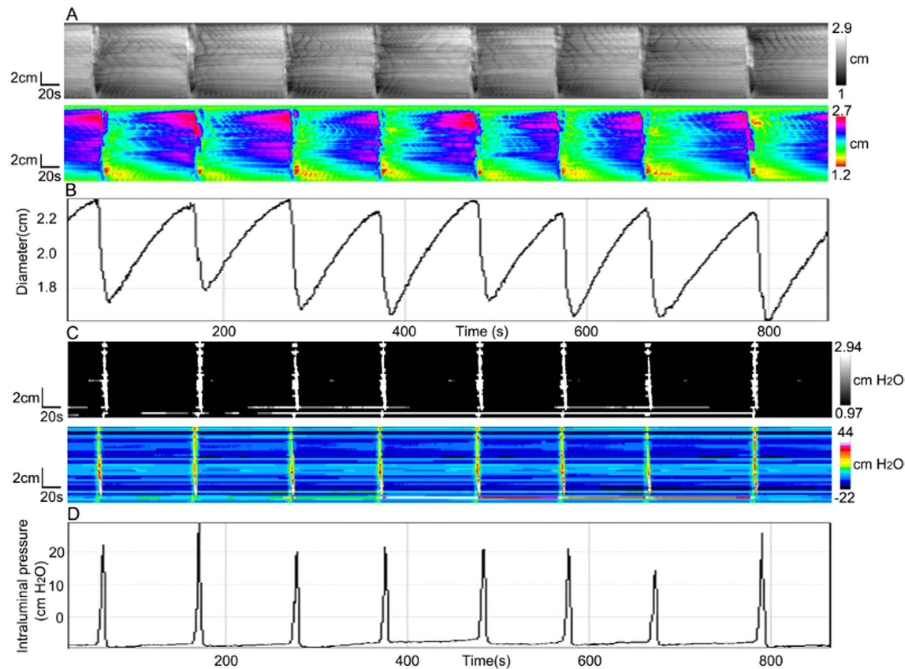 A
2.9
cm
1
2cm
20s
2.7
cm
1.2
2cm
20s
B
Diameter(cm)
2.2
2.0
1.8
200
400
Time (s)
600
800
C
2.94
cm H2O
0.97
2cm
20s
44
cm H2O
-22
2cm
20s
D
Intraluminal pressure
(cm H2O)
20
10
0
200
400
Time(s)
600
800